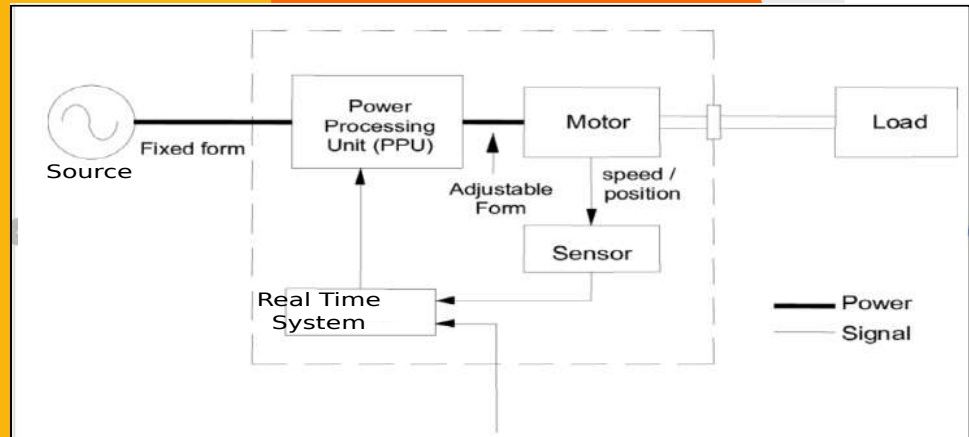 Power
Processing
Unit (PPU)
Motor
Load
Fixed form
Source
Adjustable
Form
speed /
position
Sensor
Real Time
System
Power
Signal